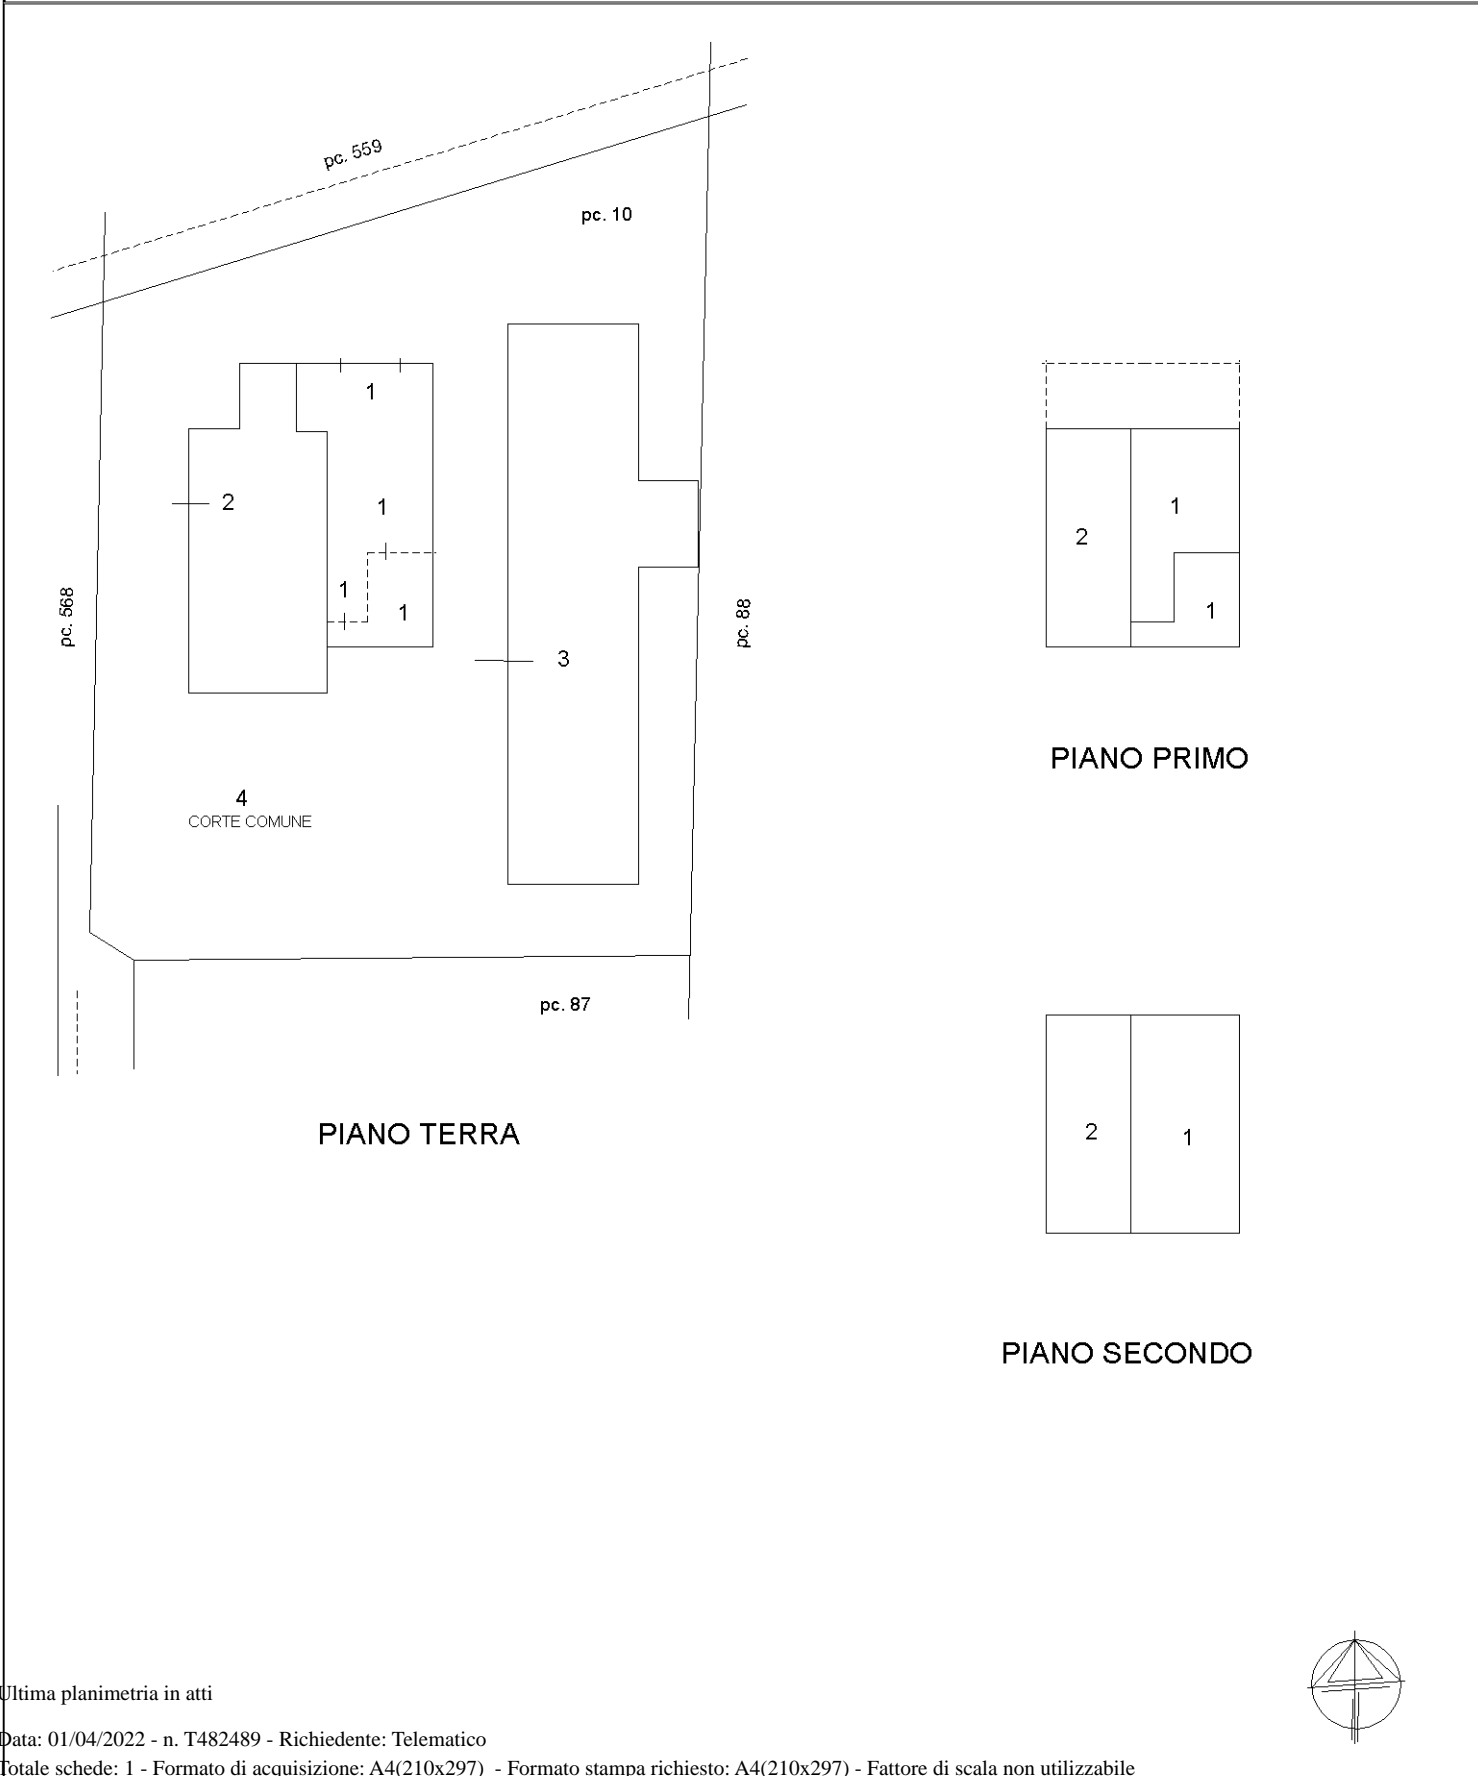 pc. 559
pc. 10
1
2
1
1
1
3
pc. 568
pc. 88
4
CORTE COMUNE
pc. 87
PIANO TERRA
1
2
1
PIANO PRIMO
2
1
PIANO SECONDO
Ultima planimetria in atti
Data: 01/04/2022 - n. T482489 - Richiedente: Telematico
Totale schede: 1 - Formato di acquisizione: A4(210x297) - Formato stampa richiesto: A4(210x297) - Fattore di scala non utilizzabile